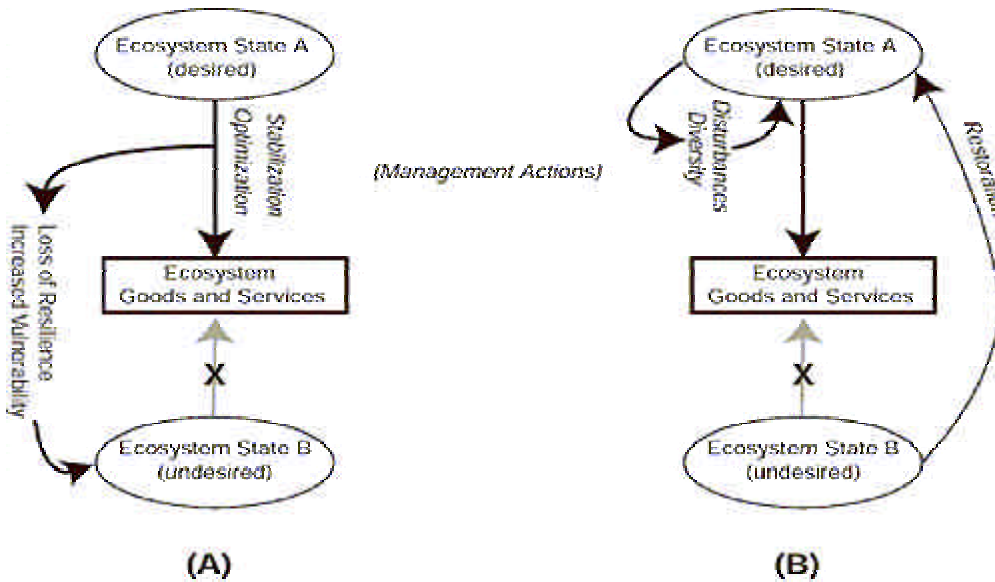 Ecosystem State A
(desired)
Stabilization
Optimization
Loss of Resilience
Increased Vulnerability
Ecosystem
Goods and Services
X
Ecosystem State B
(undesired)
(A)
(Management Actions)
Ecosystem State A
(desired)
Disturbances
Diversity
Restoration
Ecosystem
Goods and Services
X
Ecosystem State B
(undesired)
(B)